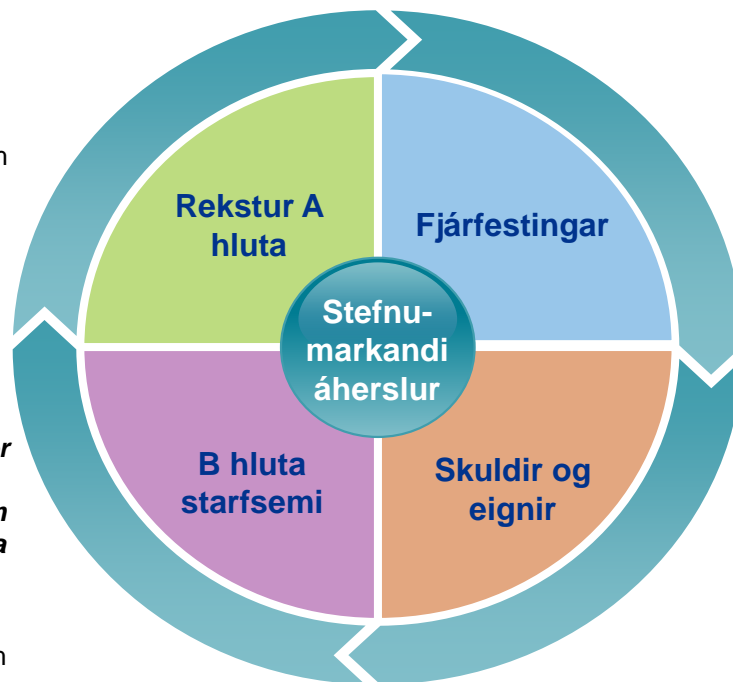 Rekstur A
hluta
Fjárfestingar
Stefnu-
markandi
áherslur
B hluta
starfsemi
Skuldir og
eignir